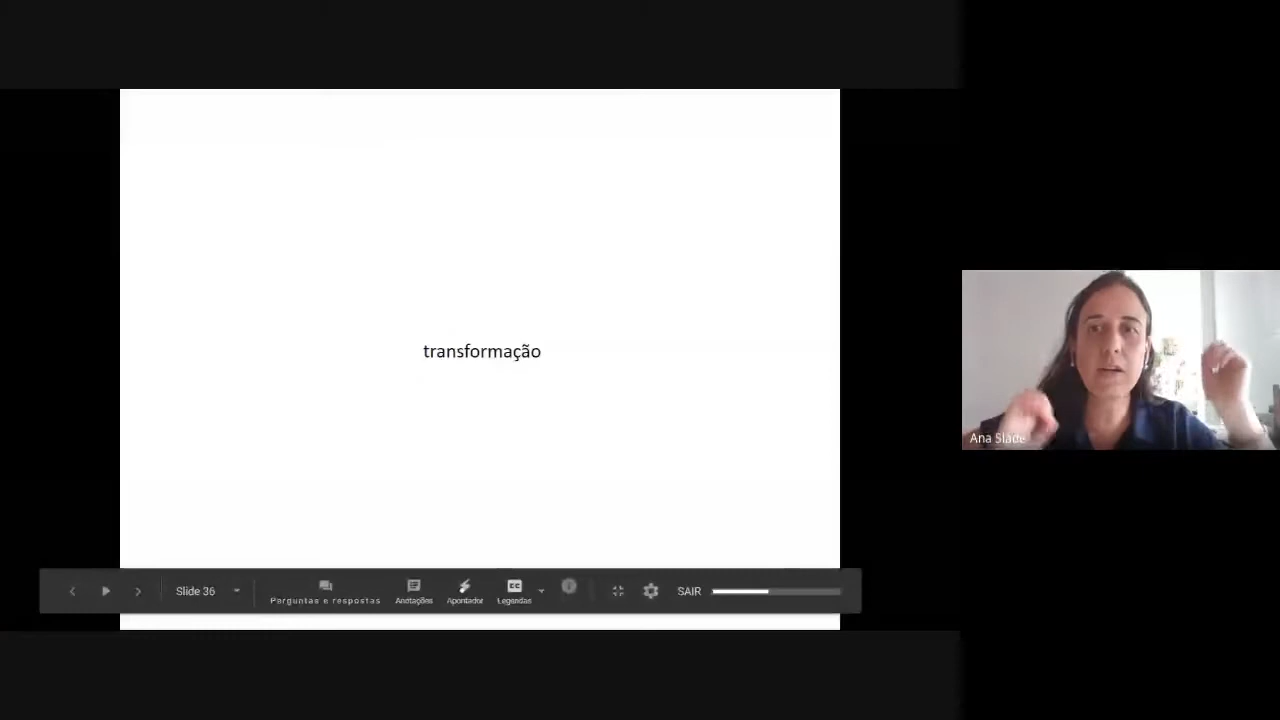 transformação
Ana Slade
Slide 36
Perguntas e respostas
Anotações
Apontador
Legendas
SAIR